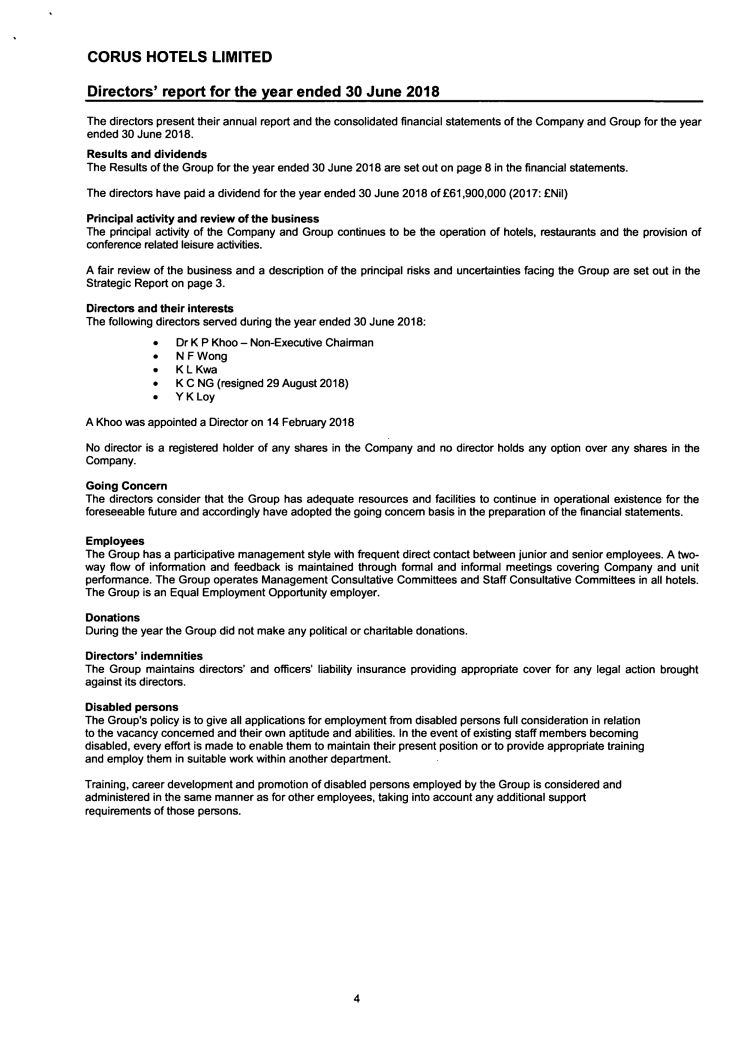 CORUS HOTELS LIMITED
Directors' report for the year ended 30 June 2018
The directors present their annual report and the consolidated financial statements of the Company and Group for the year
ended 30 June 2018.
Results and dividends
The Results of the Group for the year ended 30 June 2018 are set out on page 8 in the financial statements.
The directors have paid a dividend for the year ended 30 June 2018 of £61,900,000 (2017: £Nil)
Principal activity and review of the business
The principal activity of the Company and Group continues to be the operation of hotels, restaurants and the provision of
conference related leisure activities.
A fair review of the business and a description of the principal risks and uncertainties facing the Group are set out in the
Strategic Report on page 3.
Directors and their interests
The following directors served during the year ended 30 June 2018:
• Dr K P Khoo – Non-Executive Chairman
• N F Wong
• K L Kwa
• K C NG (resigned 29 August 2018)
• Y K Loy
A Khoo was appointed a Director on 14 February 2018
No director is a registered holder of any shares in the Company and no director holds any option over any shares in the
Company.
Going Concern
The directors consider that the Group has adequate resources and facilities to continue in operational existence for the
foreseeable future and accordingly have adopted the going concern basis in the preparation of the financial statements.
Employees
The Group has a participative management style with frequent direct contact between junior and senior employees. A two-
way flow of information and feedback is maintained through formal and informal meetings covering Company and unit
performance. The Group operates Management Consultative Committees and Staff Consultative Committees in all hotels.
The Group is an Equal Employment Opportunity employer.
Donations
During the year the Group did not make any political or charitable donations.
Directors' indemnities
The Group maintains directors' and officers' liability insurance providing appropriate cover for any legal action brought
against its directors.
Disabled persons
The Group's policy is to give all applications for employment from disabled persons full consideration in relation
to the vacancy concerned and their own aptitude and abilities. In the event of existing staff members becoming
disabled, every effort is made to enable them to maintain their present position or to provide appropriate training
and employ them in suitable work within another department.
Training, career development and promotion of disabled persons employed by the Group is considered and
administered in the same manner as for other employees, taking into account any additional support
requirements of those persons.
4